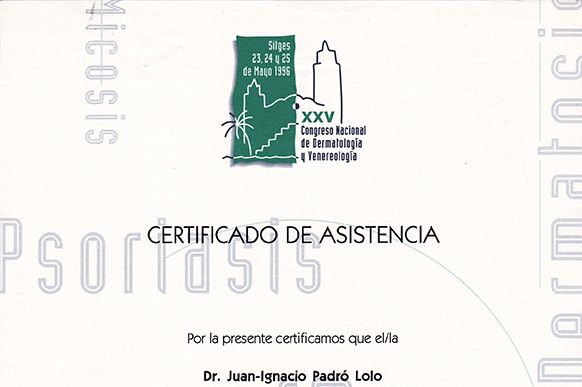 Micosis
Sitges
23, 24 y 25
de Mayo 1996
XXV
Congreso Nacional
de Dermatología
y Venereología
CERTIFICADO DE ASISTENCIA
Psoriasis
Por la presente certificamos que el/la
Dr. Juan-Ignacio Padró Lolo